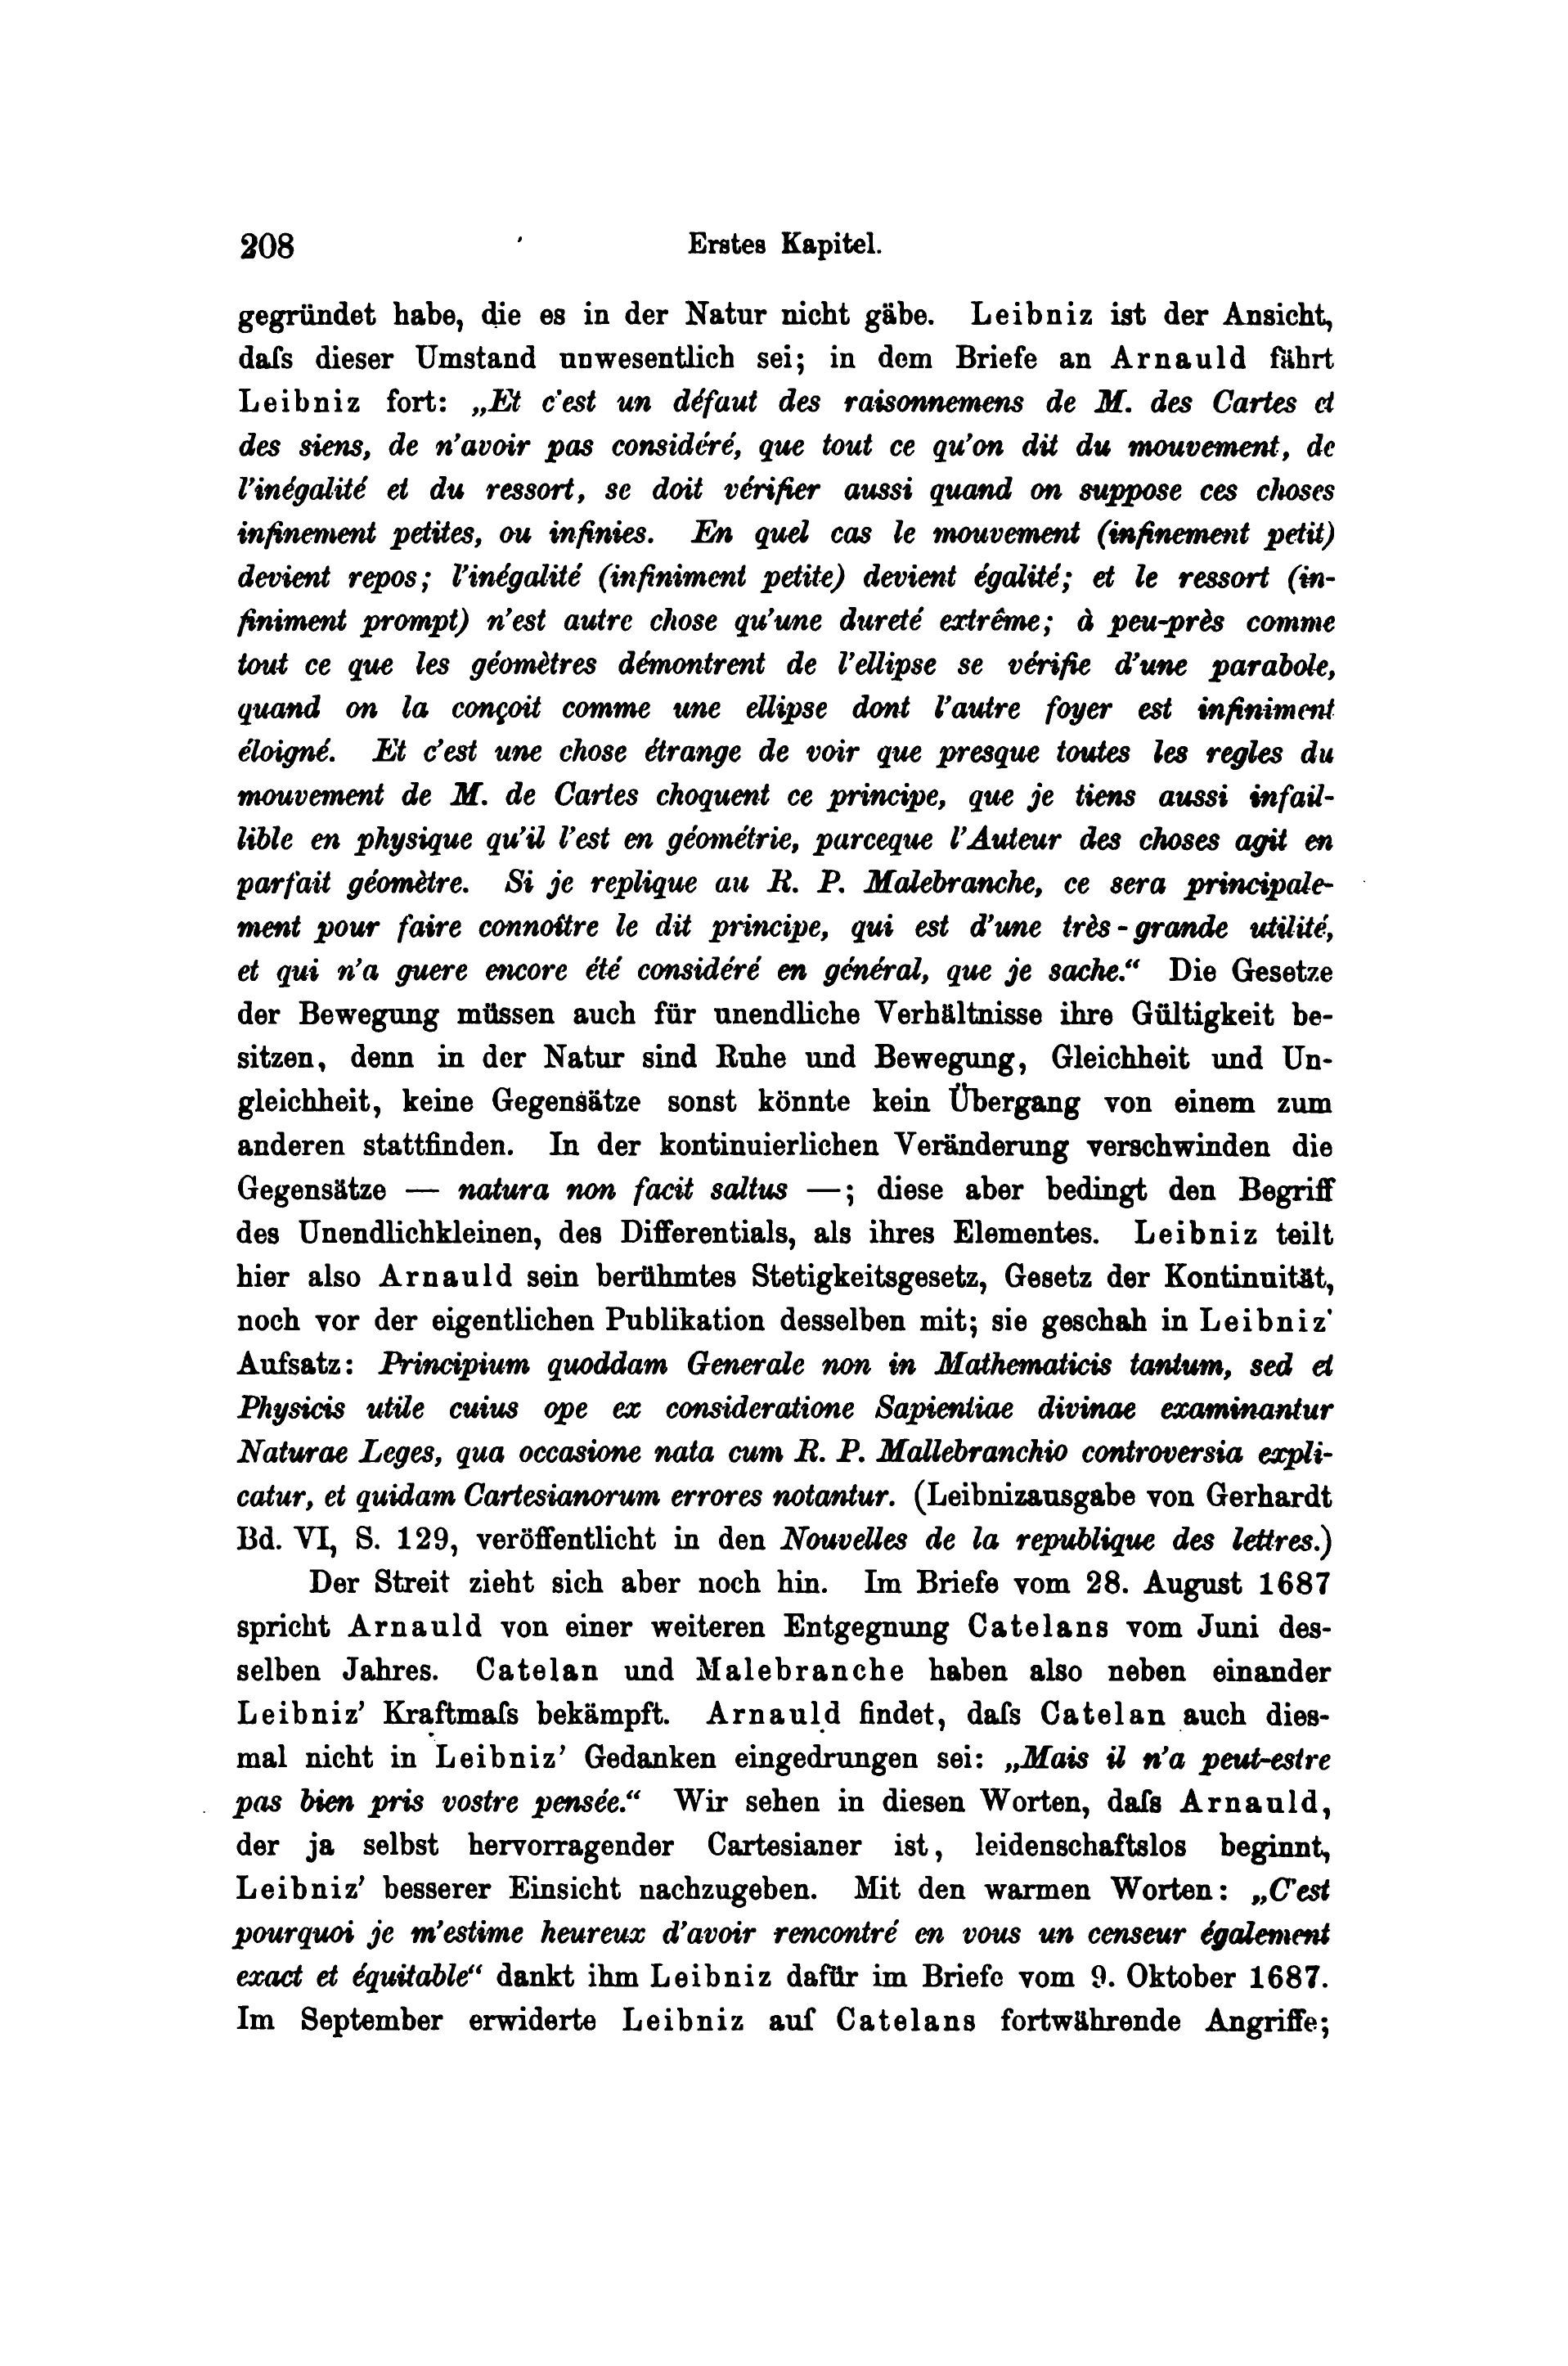 208 Erstes Kapitel.
gegründet habe, die es in der Natur nicht gäbe. Leibniz ist der Ansicht,
daſs dieser Umstand unwesentlich sei; in dem Briefe an Arnauld fährt
Leibniz fort: „Et c'est un défaut des raisonnemens de M. des Cartes et
des siens, de n'avoir pas considéré, que tout ce qu'on dit du mouvement, de
l'inégalité et du ressort, se doit vérifier aussi quand on suppose ces choses
infinement petites, ou infinies. En quel cas le mouvement (infinement petit)
devient repos; l'inégalité (infiniment petite) devient égalité; et le ressort (in-
finiment prompt) n'est autre chose qu'une dureté extrême; à peu-près comme
tout ce que les géomètres démontrent de l'ellipse se vérifie d'une parabole,
quand on la conçoit comme une ellipse dont l'autre foyer est infiniment
éloigné. Et c'est une chose étrange de voir que presque toutes les regles du
mouvement de M. de Cartes choquent ce principe, que je tiens aussi infail-
lible en physique qu'il l'est en géométrie, parceque l'Auteur des choses agit en
parfait géomètre. Si je replique au R. P. Malebranche, ce sera principale-
ment pour faire connoître le dit principe, qui est d'une très-grande utilité,
et qui n'a guere encore été considéré en général, que je sache.“ Die Gesetze
der Bewegung müssen auch für unendliche Verhältnisse ihre Gültigkeit be-
sitzen, denn in der Natur sind Ruhe und Bewegung, Gleichheit und Un-
gleichheit, keine Gegensätze sonst könnte kein Übergang von einem zum
anderen stattfinden. In der kontinuierlichen Veränderung verschwinden die
Gegensätze — natura non facit saltus —; diese aber bedingt den Begriff
des Unendlichkleinen, des Differentials, als ihres Elementes. Leibniz teilt
hier also Arnauld sein berühmtes Stetigkeitsgesetz, Gesetz der Kontinuität,
noch vor der eigentlichen Publikation desselben mit; sie geschah in Leibniz'
Aufsatz: Principium quoddam Generale non in Mathematicis tantum, sed et
Physicis utile cuius ope ex consideratione Sapientiae divinae examinantur
Naturae Leges, qua occasione nata cum R. P. Mallebranchio controversia expli-
catur, et quidam Cartesianorum errores notantur. (Leibnizausgabe von Gerhardt
Bd. VI, S. 129, veröffentlicht in den Nouvelles de la republique des lettres.)
Der Streit zieht sich aber noch hin. Im Briefe vom 28. August 1687
spricht Arnauld von einer weiteren Entgegnung Catelans vom Juni des-
selben Jahres. Catelan und Malebranche haben also neben einander
Leibniz' Kraftmaſs bekämpft. Arnauld findet, daſs Catelan auch dies-
mal nicht in Leibniz' Gedanken eingedrungen sei: „Mais il n'a peut-estre
pas bien pris vostre pensée.“ Wir sehen in diesen Worten, daſs Arnauld,
der ja selbst hervorragender Cartesianer ist, leidenschaftslos beginnt,
Leibniz' besserer Einsicht nachzugeben. Mit den warmen Worten: „C'est
pourquoi je m'estime heureux d'avoir rencontré en vous un censeur également
exact et équitable“ dankt ihm Leibniz dafür im Briefe vom 9. Oktober 1687.
Im September erwiderte Leibniz auf Catelans fortwährende Angriffe;